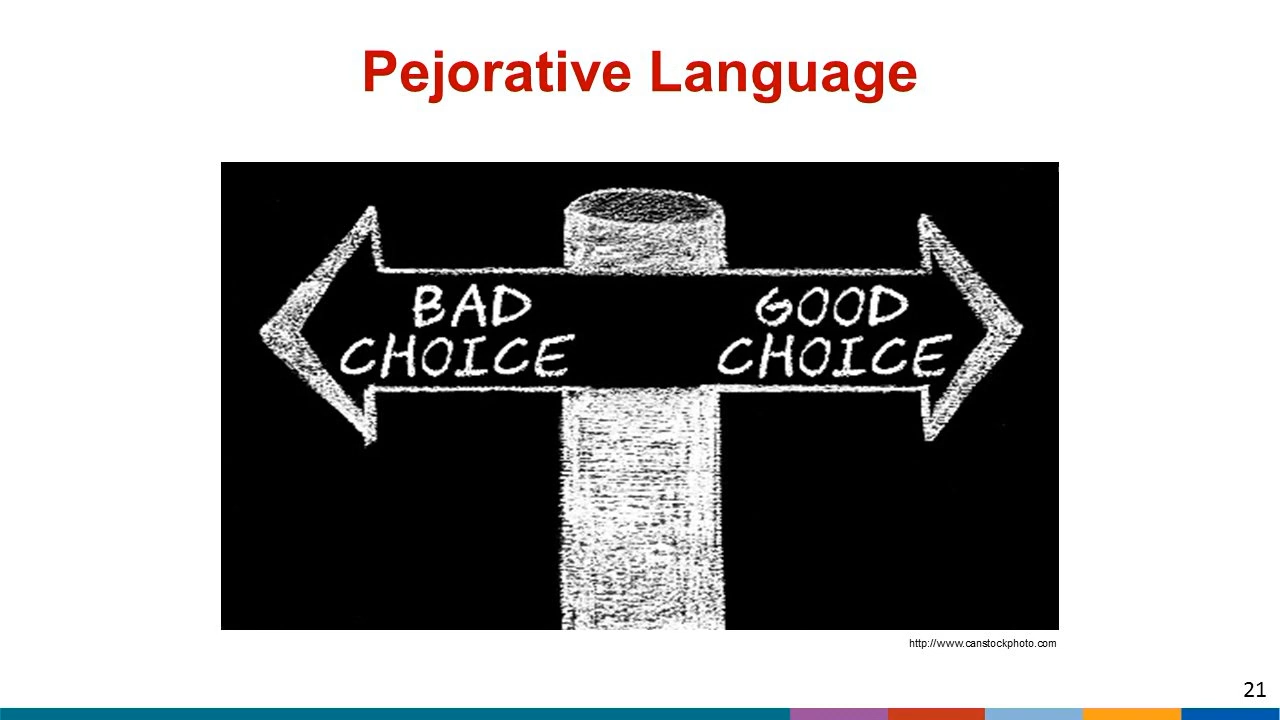 Pejorative Language
BAD
CHOICE
GOOD
CHOICE
http://www.canstockphoto.com
21